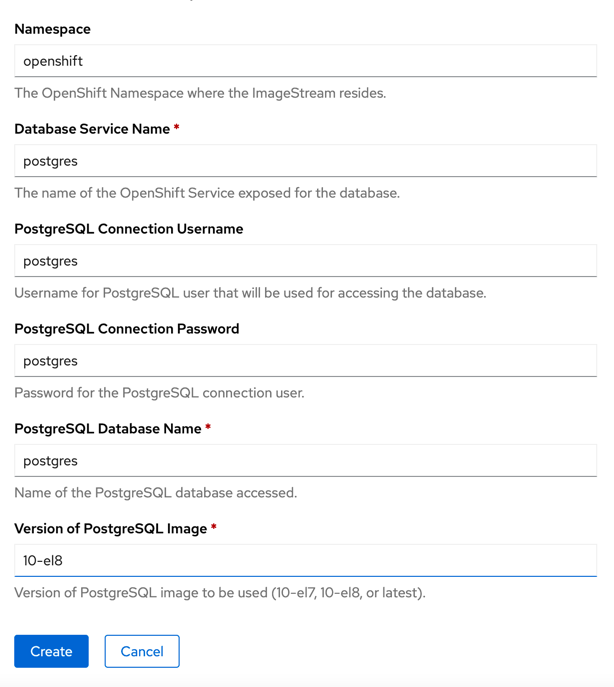 Namespace
openshift
The OpenShift Namespace where the ImageStream resides.
Database Service Name *
postgres
The name of the OpenShift Service exposed for the database.
PostgreSQL Connection Username
postgres
Username for PostgreSQL user that will be used for accessing the database.
PostgreSQL Connection Password
postgres
Password for the PostgreSQL connection user.
PostgreSQL Database Name *
postgres
Name of the PostgreSQL database accessed.
Version of PostgreSQL Image *
10-el8
Version of PostgreSQL image to be used (10-el7, 10-el8, or latest).
Create Cancel